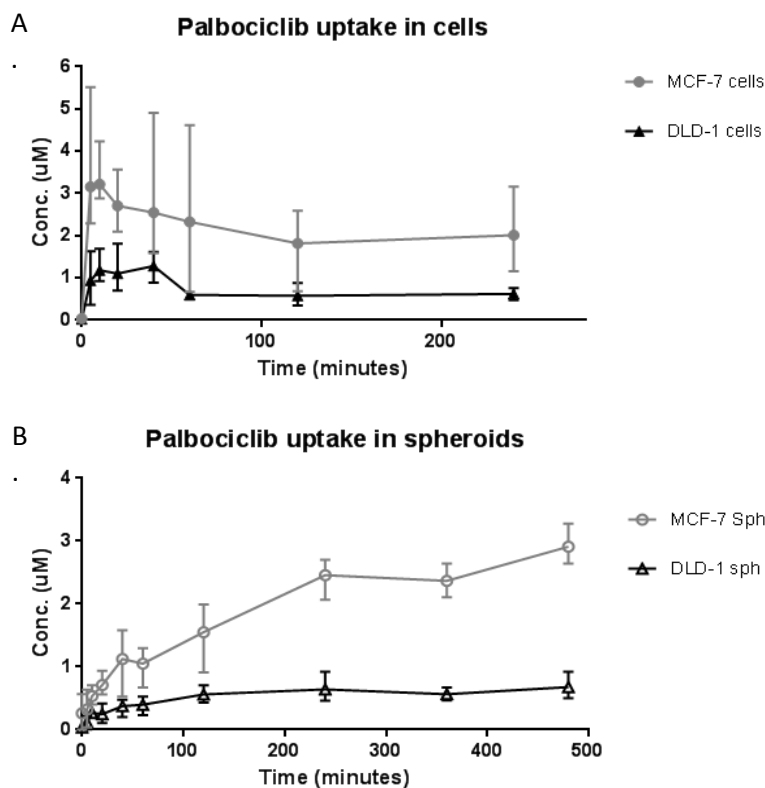 A
.
Palbociclib uptake in cells
6
5
4
3
2
1
0
Conc. (uM)
0 100 200
Time (minutes)
MCF-7 cells
DLD-1 cells
B
.
Palbociclib uptake in spheroids
4
3
2
1
0
Conc. (uM)
0 100 200 300 400 500
Time (minutes)
MCF-7 Sph
DLD-1 sph